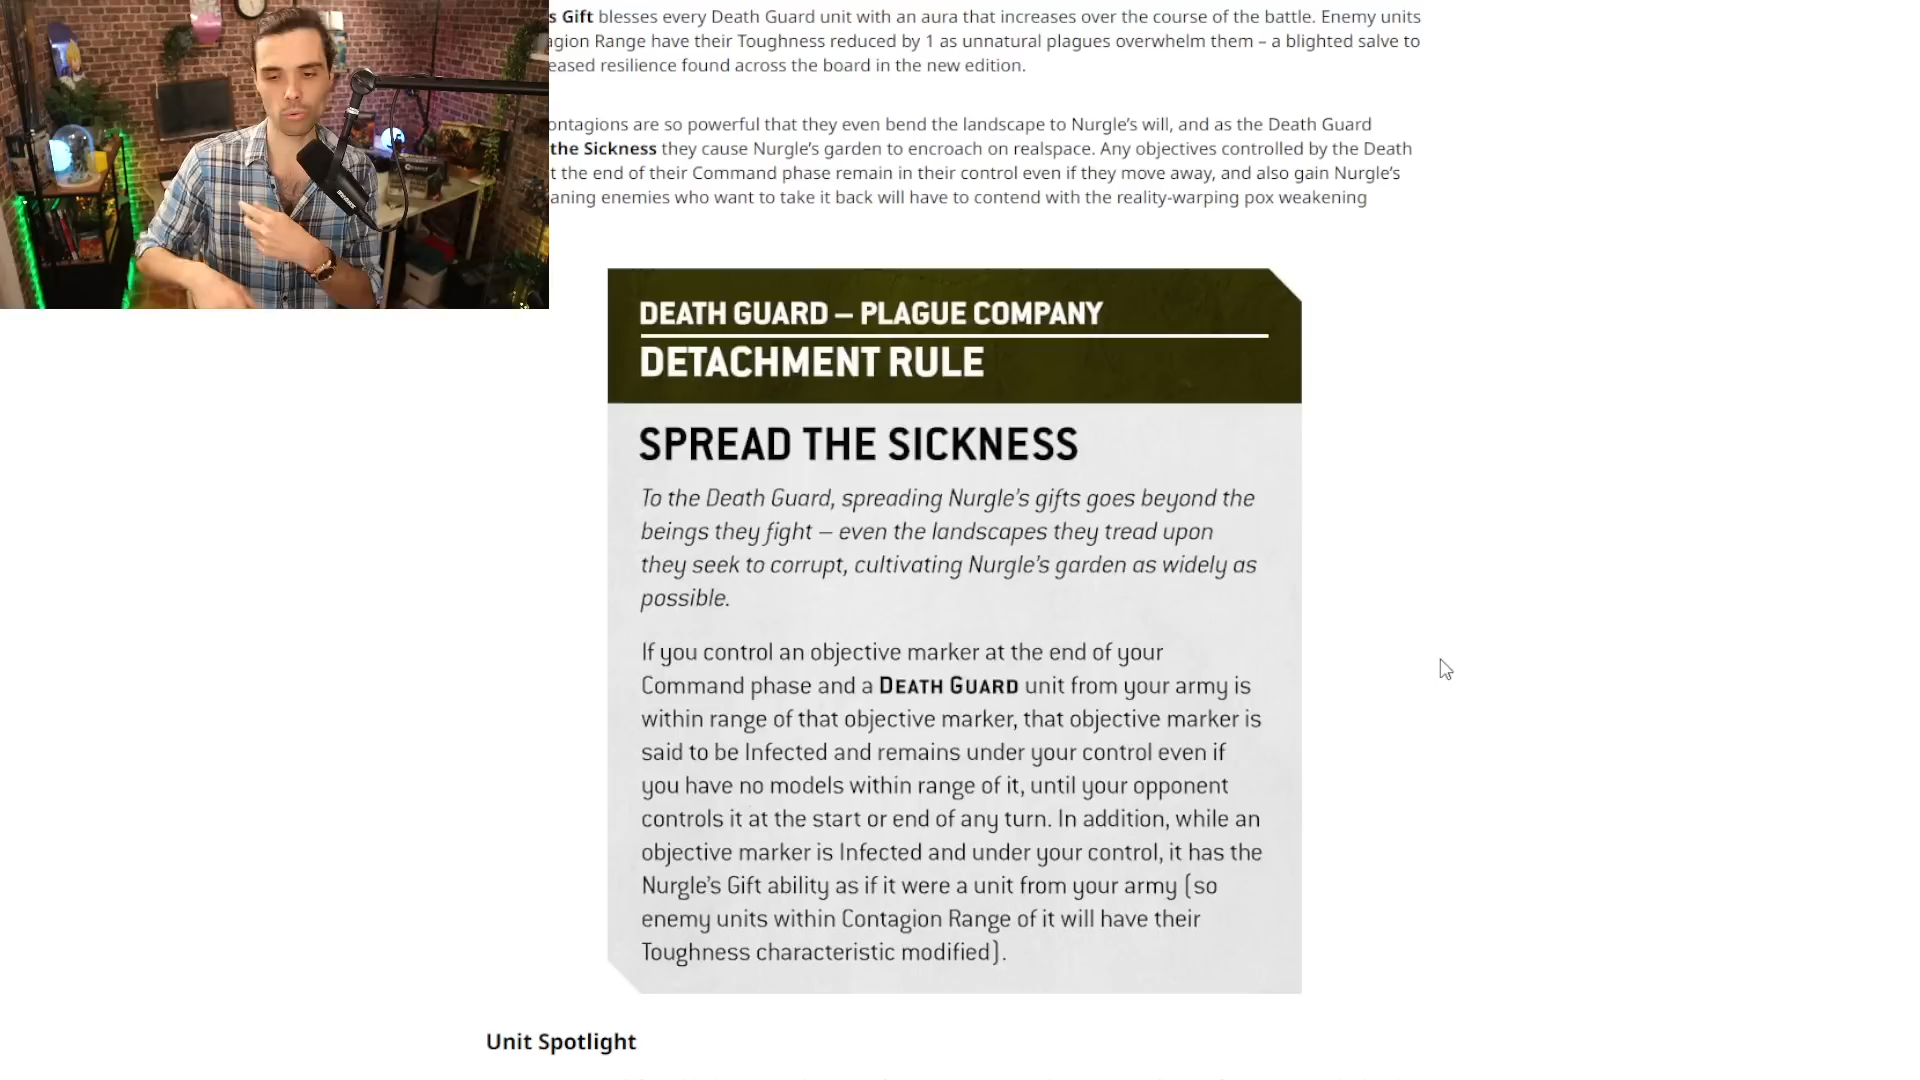 s Gift blesses every Death Guard unit with an aura that increases over the course of the battle. Enemy units
agion Range have their Toughness reduced by 1 as unnatural plagues overwhelm them – a blighted salve to
eased resilience found across the board in the new edition.
ontagions are so powerful that they even bend the landscape to Nurgle's will, and as the Death Guard
the Sickness they cause Nurgle's garden to encroach on realspace. Any objectives controlled by the Death
t the end of their Command phase remain in their control even if they move away, and also gain Nurgle's
aning enemies who want to take it back will have to contend with the reality-warping pox weakening
DEATH GUARD – PLAGUE COMPANY
DETACHMENT RULE
SPREAD THE SICKNESS
To the Death Guard, spreading Nurgle's gifts goes beyond the
beings they fight – even the landscapes they tread upon
they seek to corrupt, cultivating Nurgle's garden as widely as
possible.
If you control an objective marker at the end of your
Command phase and a DEATH GUARD unit from your army is
within range of that objective marker, that objective marker is
said to be Infected and remains under your control even if
you have no models within range of it, until your opponent
controls it at the start or end of any turn. In addition, while an
objective marker is Infected and under your control, it has the
Nurgle's Gift ability as if it were a unit from your army (so
enemy units within Contagion Range of it will have their
Toughness characteristic modified).
Unit Spotlight